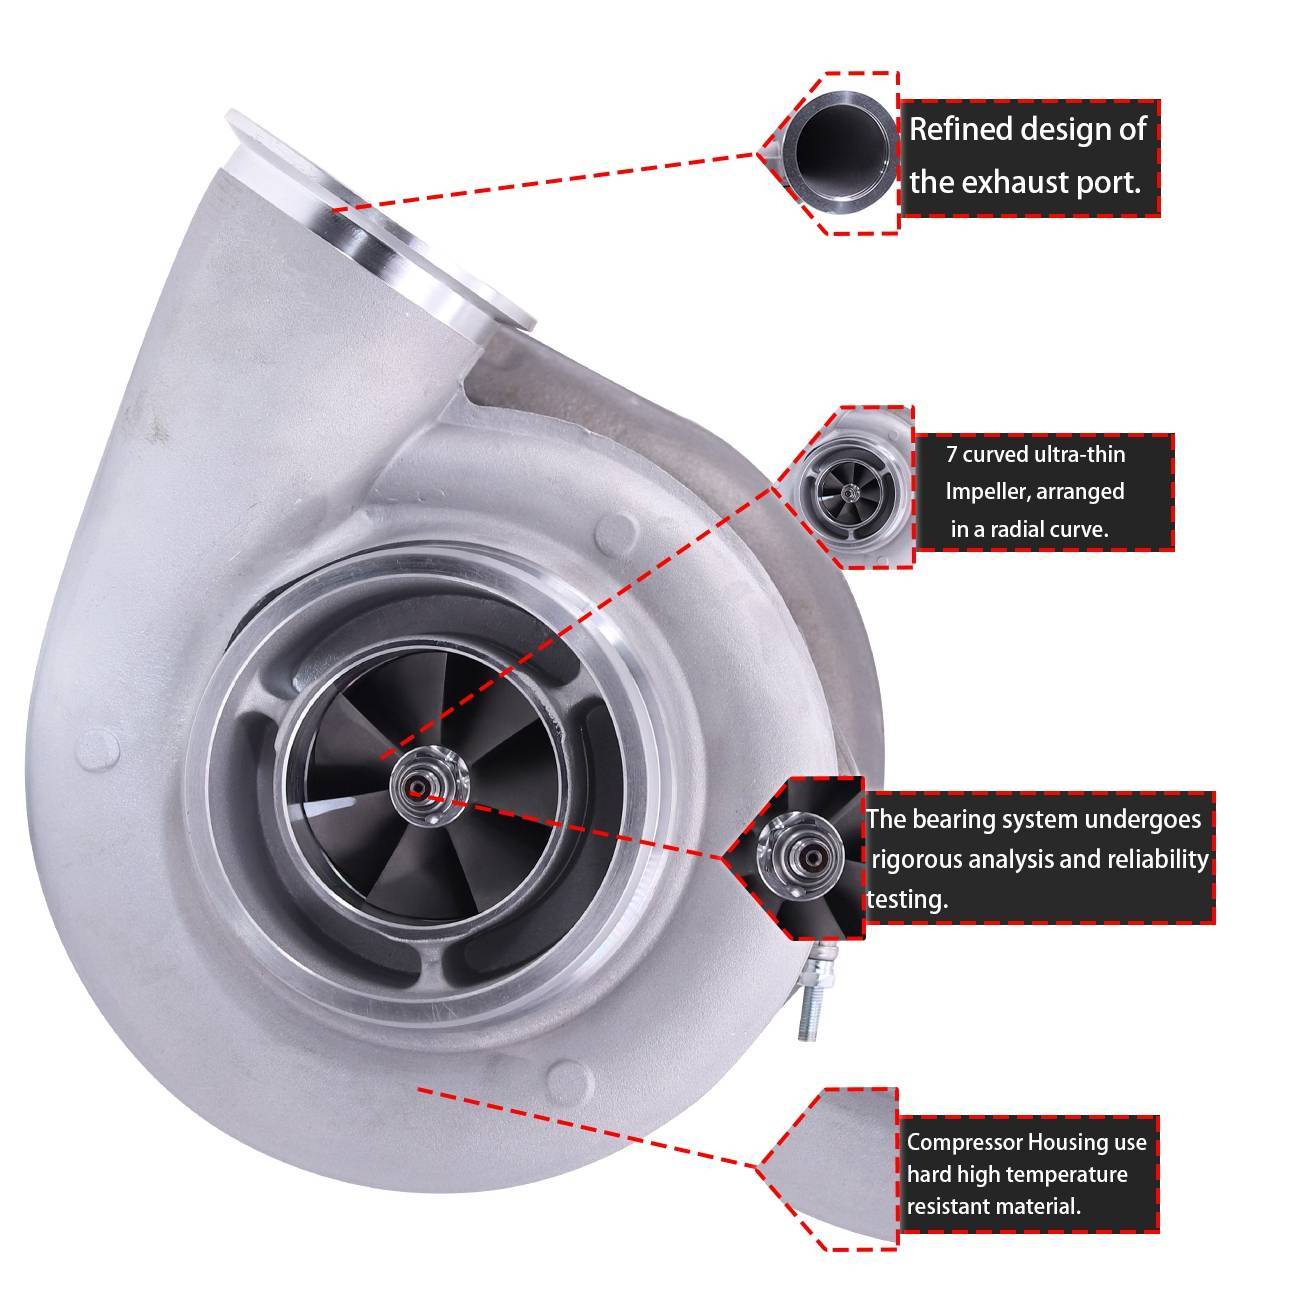 Refined design of
the exhaust port.
7 curved ultra-thin
Impeller, arranged
in a radial curve.
The bearing system undergoes
rigorous analysis and reliability
testing.
Compressor Housing use
hard high temperature
resistant material.